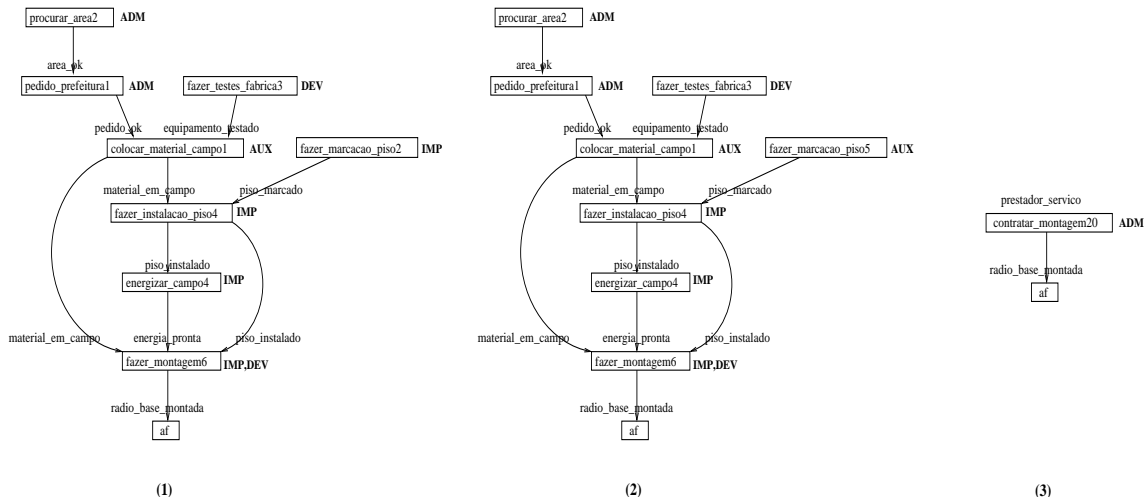 procurar_area2 ADM
area_ok
pedido_prefeitura1 ADM
fazer_testes_fabrica3 DEV
pedido_ok
equipamento_testado
colocar_material_campo1 AUX
fazer_marcacao_piso2 IMP
material_em_campo
piso_marcado
fazer_instalacao_piso4 IMP
piso_instalado
energizar_campo4 IMP
material_em_campo
energia_pronta
piso_instalado
fazer_montagem6 IMP,DEV
radio_base_montada
af
(1)
procurar_area2 ADM
area_ok
pedido_prefeitura1 ADM
fazer_testes_fabrica3 DEV
pedido_ok
equipamento_testado
colocar_material_campo1 AUX
fazer_marcacao_piso5 AUX
material_em_campo
piso_marcado
fazer_instalacao_piso4 IMP
piso_instalado
energizar_campo4 IMP
material_em_campo
energia_pronta
piso_instalado
fazer_montagem6 IMP,DEV
radio_base_montada
af
(2)
prestador_servico
contratar_montagem20 ADM
radio_base_montada
af
(3)